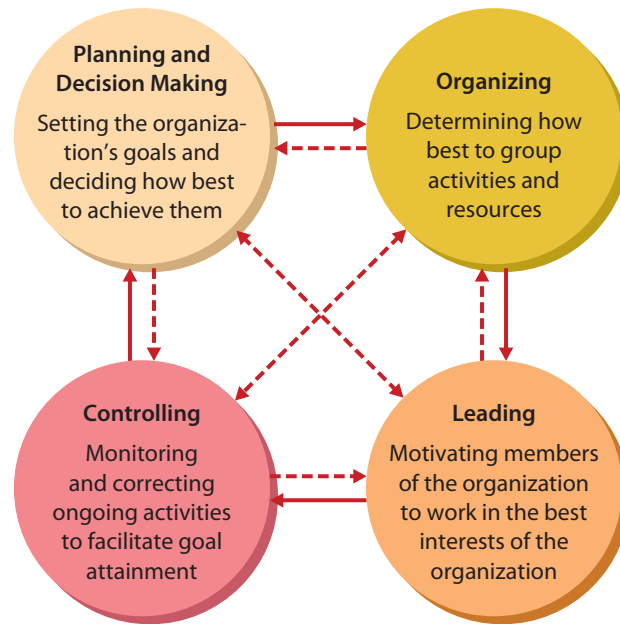 Planning and
Decision Making
Setting the organiza-
tion's goals and
deciding how best
to achieve them
Organizing
Determining how
best to group
activities and
resources
Controlling
Monitoring
and correcting
ongoing activities
to facilitate goal
attainment
Leading
Motivating members
of the organization
to work in the best
interests of the
organization